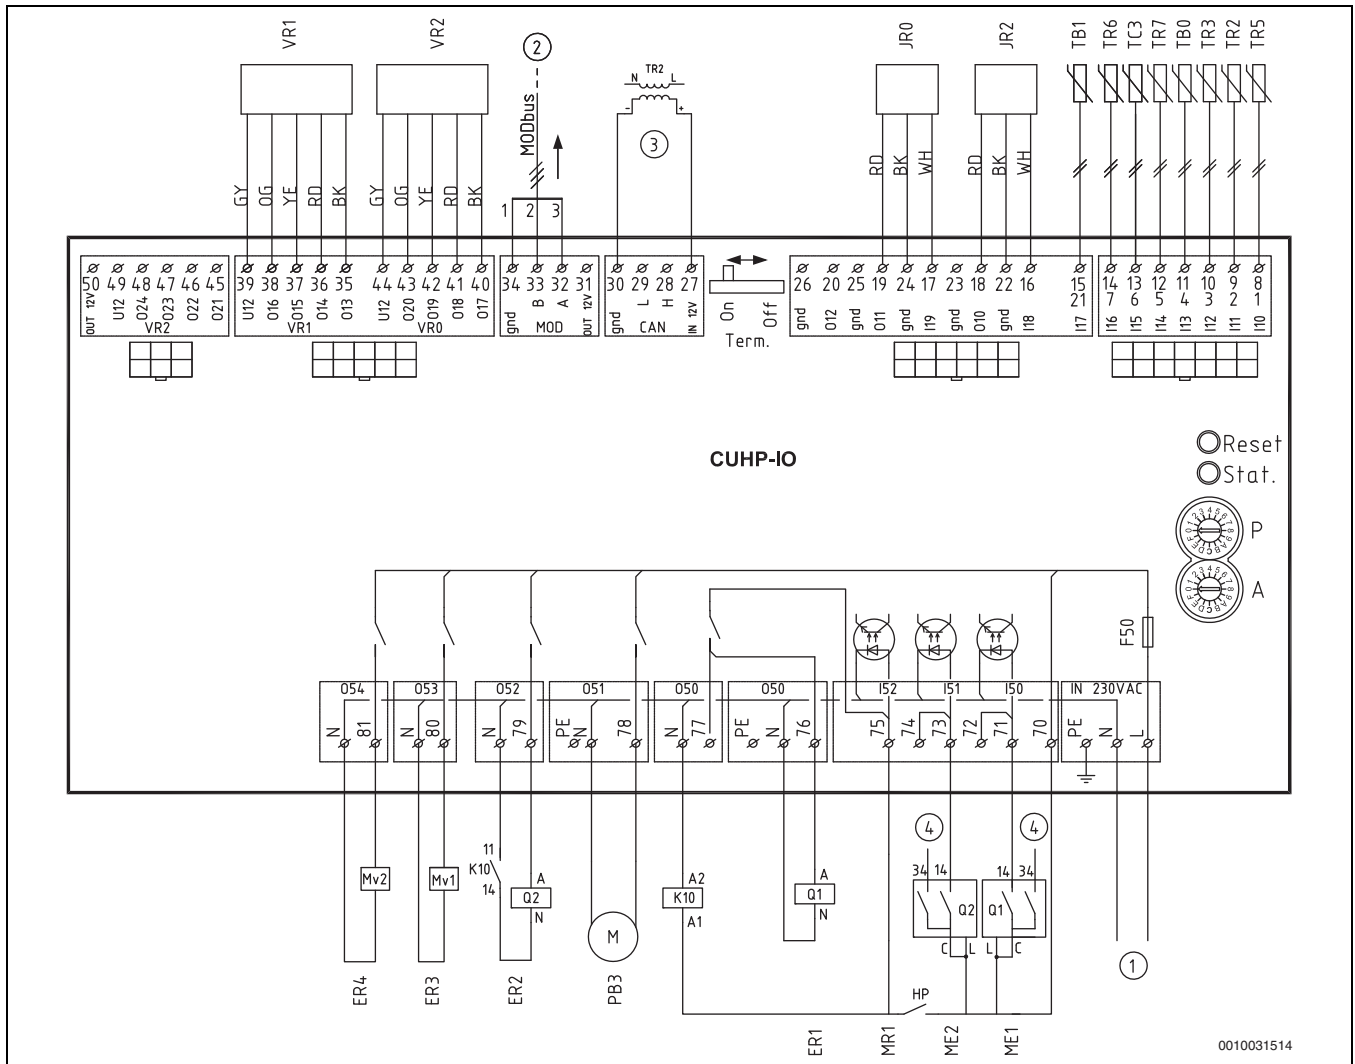 VR1 VR2 JR0 JR2 TB1 TR6 TC3 TR7 TB0 TR3 TR2 TR5
2 MODbus
N TR2 L
- +
3
GY OG YE RD BK GY OG YE RD BK
RD BK WH RD BK WH
1 2 3
50 49 48 47 46 45 39 38 37 36 35 44 43 42 41 40 34 33 32 31 30 29 28 27
26 20 25 19 24 17 23 18 22 16 15 14 13 12 11 10 9 8
21 7 6 5 4 3 2 1
OUT 12V U12 O24 O23 O22 O21 U12 O16 O15 O14 O13 U12 O20 O19 O18 O17 gnd B A OUT 12V gnd L H IN 12V
gnd O12 gnd O11 gnd I19 gnd O10 gnd I18 I17 I16 I15 I14 I13 I12 I11 I10
VR2 VR1 VR0 MOD CAN
On Off
Term.
CUHP-IO
Reset
Stat.
P
A
F50
O54 O53 O52 O51 O50 O50 I52 I51 I50 IN 230VAC
N 81 N 80 N 79 PE N 78 N 77 PE N 76 75 74 73 72 71 70 PE N L
4 4
11
K10
14
34 14 14 34
Mv2 Mv1
A
Q2
N
M
A2
K10
A1
A
Q1
N
Q2 Q1
C L L C
1
HP
ER4 ER3 ER2 PB3 ER1 MR1 ME2 ME1
0010031514